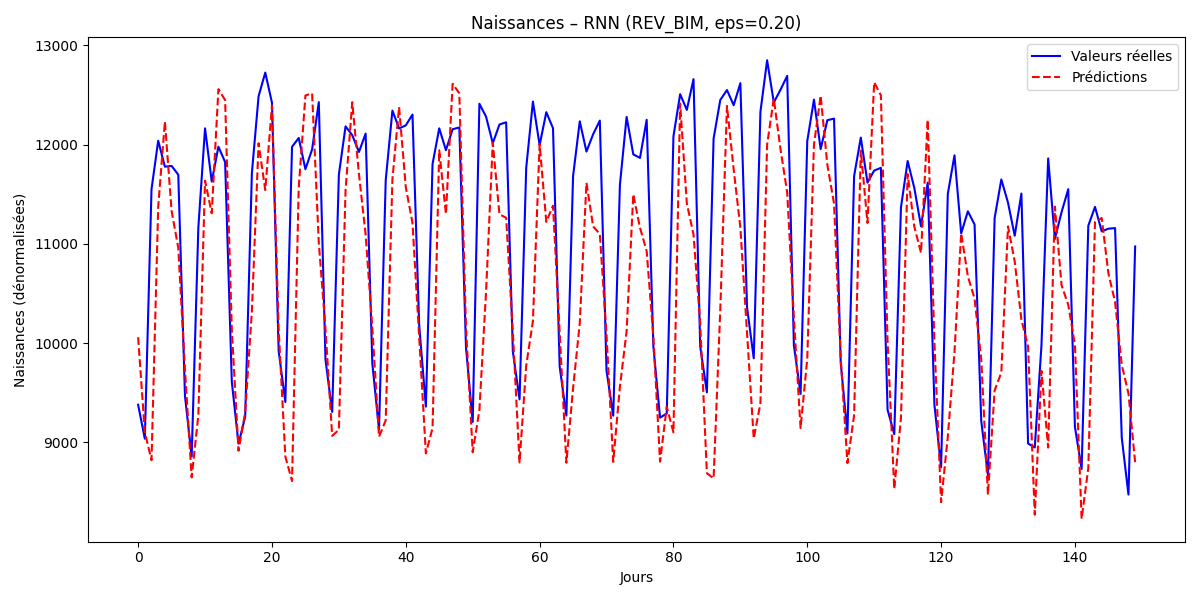 Naissances – RNN (REV_BIM, eps=0.20)
Valeurs réelles
Prédictions
Naissances (dénormalisées)
13000
12000
11000
10000
9000
0 20 40 60 80 100 120 140
Jours